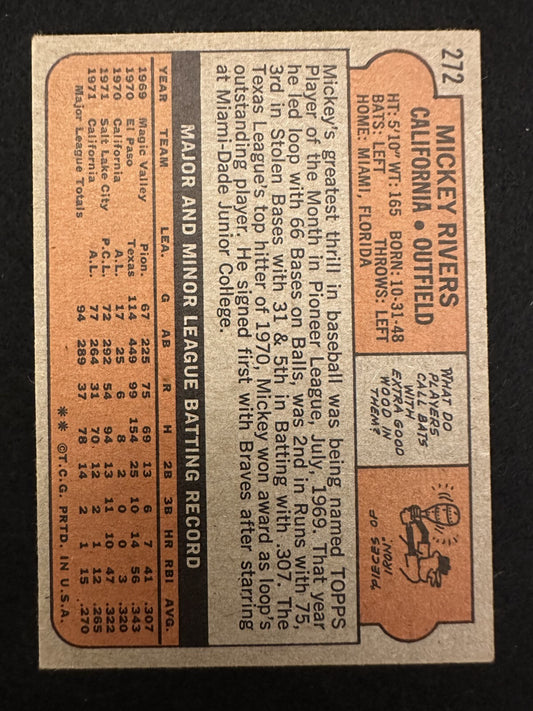 272
MICKEY RIVERS
CALIFORNIA • OUTFIELD
HT: 5'10" WT: 165 BORN: 10-31-48
BATS: LEFT THROWS: LEFT
HOME: MIAMI, FLORIDA
WHAT DO
PLAYERS
CALL BATS
WITH
EXTRA GOOD
WOOD IN
THEM?
PIECES OF
IRON.
Mickey's greatest thrill in baseball was being named TOPPS
Player of the Month in Pioneer League, July, 1969. That year
he led loop with 66 Bases on Balls, was 2nd in Runs with 75,
3rd in Stolen Bases with 31 & 5th in Batting with .307. The
Texas League's top hitter of 1970, Mickey won award as loop's
outstanding player. He signed first with Braves after starring
at Miami-Dade Junior College.
MAJOR AND MINOR LEAGUE BATTING RECORD
YEAR TEAM LEA. G AB R H 2B 3B HR RBI AVG.
1969 Magic Valley Pion. 67 225 75 69 13 6 7 41 .307
1970 El Paso Texas 114 449 99 154 25 10 14 56 .343
1970 California A.L. 17 25 6 8 2 0 0 3 .320
1971 Salt Lake City P.C.L. 72 292 54 94 13 11 10 47 .322
1971 California A.L. 77 264 31 70 12 2 1 12 .265
Major League Totals 94 289 37 78 14 2 1 15 .270
** © T.C.G. PRTD. IN U.S.A.